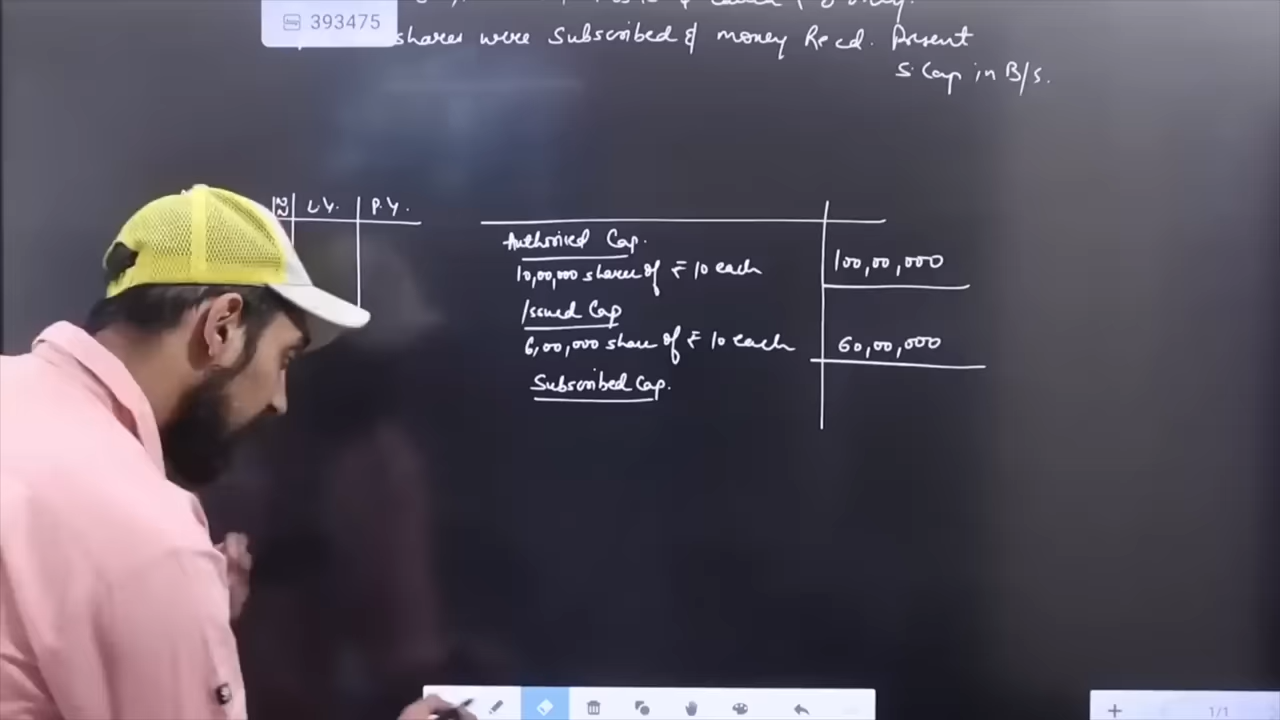 393475
shares were Subscribed & money Recd. Present
S. Cap in B/S.
L.Y. P.Y.
Authorised Cap.
10,00,000 shares of ₹ 10 each 100,00,000
Issued Cap
6,00,000 share of ₹ 10 each 60,00,000
Subscribed Cap.
1/1